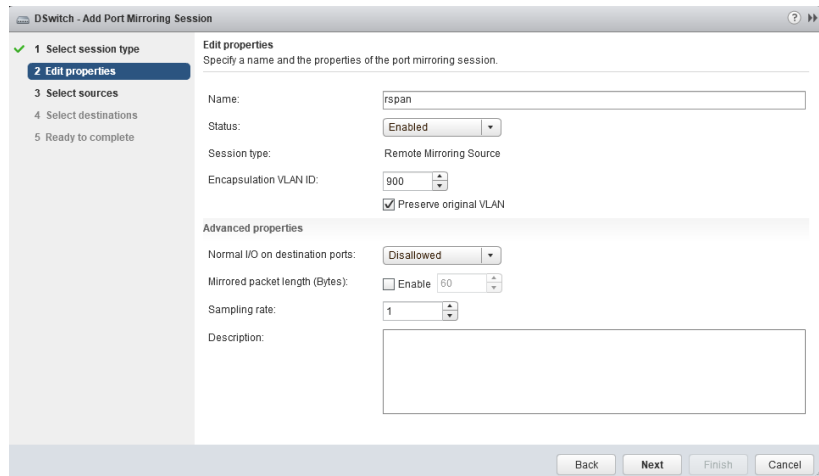 DSwitch - Add Port Mirroring Session
1 Select session type
2 Edit properties
3 Select sources
4 Select destinations
5 Ready to complete
Edit properties
Specify a name and the properties of the port mirroring session.
Name: rspan
Status: Enabled
Session type: Remote Mirroring Source
Encapsulation VLAN ID: 900
Preserve original VLAN
Advanced properties
Normal I/O on destination ports: Disallowed
Mirrored packet length (Bytes): Enable 60
Sampling rate: 1
Description:
Back Next Finish Cancel